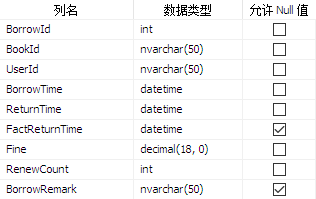 列名 数据类型 允许 Null 值
BorrowId int
BookId nvarchar(50)
UserId nvarchar(50)
BorrowTime datetime
ReturnTime datetime
FactReturnTime datetime
Fine decimal(18, 0)
RenewCount int
BorrowRemark nvarchar(50)